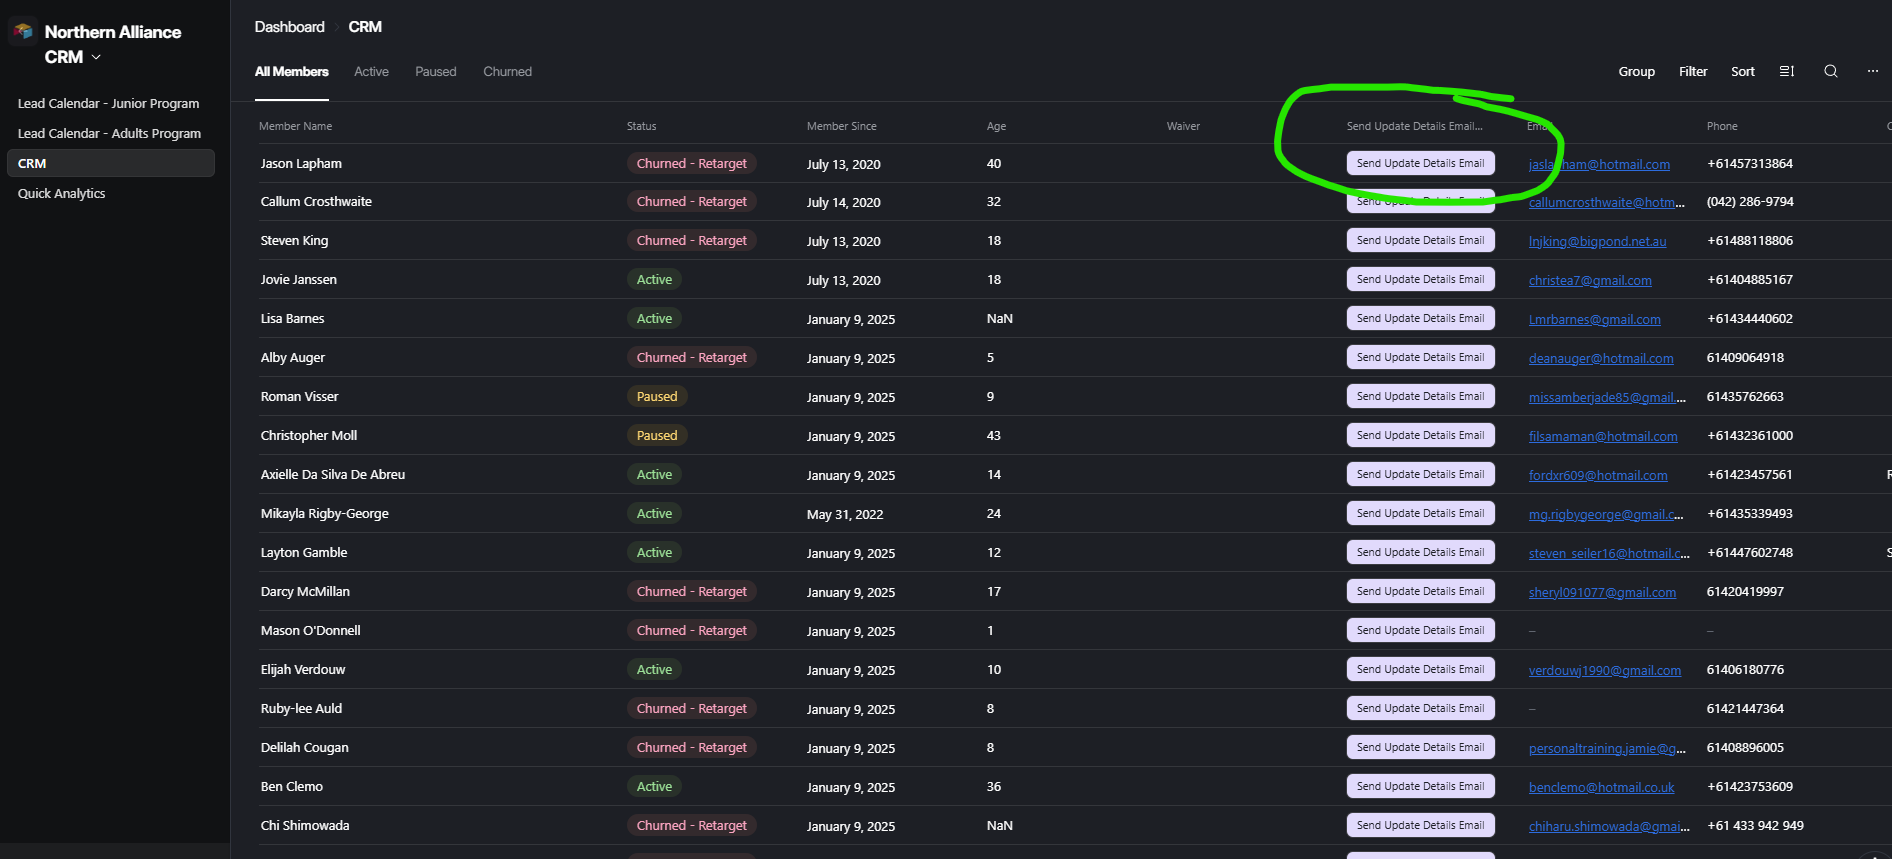 Northern Alliance
CRM
Lead Calendar - Junior Program
Lead Calendar - Adults Program
CRM
Quick Analytics
Dashboard CRM
All Members Active Paused Churned
Group Filter Sort
Member Name Status Member Since Age Waiver Send Update Details Email... Email Phone
Jason Lapham Churned - Retarget July 13, 2020 40 Send Update Details Email +61457313864
Callum Crosthwaite Churned - Retarget July 14, 2020 32 Send Update Details Email callumcrosthwaite@hotm... (042) 286-9794
Steven King Churned - Retarget July 13, 2020 18 Send Update Details Email lnjking@bigpond.net.au +61488118806
Jovie Janssen Active July 13, 2020 18 Send Update Details Email christea7@gmail.com +61404885167
Lisa Barnes Active January 9, 2025 NaN Send Update Details Email Lmrbarnes@gmail.com +61434440602
Alby Auger Churned - Retarget January 9, 2025 5 Send Update Details Email deanauger@hotmail.com 61409064918
Roman Visser Paused January 9, 2025 9 Send Update Details Email missamberjade85@gmail.... 61435762663
Christopher Moll Paused January 9, 2025 43 Send Update Details Email filsamaman@hotmail.com +61432361000
Axielle Da Silva De Abreu Active January 9, 2025 14 Send Update Details Email fordxr609@hotmail.com +61423457561
Mikayla Rigby-George Active May 31, 2022 24 Send Update Details Email mg.rigbygeorge@gmail.c... +61435339493
Layton Gamble Active January 9, 2025 12 Send Update Details Email steven_seiler16@hotmail.c... +61447602748
Darcy McMillan Churned - Retarget January 9, 2025 17 Send Update Details Email sheryl091077@gmail.com 61420419997
Mason O'Donnell Churned - Retarget January 9, 2025 1 Send Update Details Email – –
Elijah Verdouw Active January 9, 2025 10 Send Update Details Email verdouwj1990@gmail.com 61406180776
Ruby-lee Auld Churned - Retarget January 9, 2025 8 Send Update Details Email – 61421447364
Delilah Cougan Churned - Retarget January 9, 2025 8 Send Update Details Email personaltraining.jamie@g... 61408896005
Ben Clemo Active January 9, 2025 36 Send Update Details Email benclemo@hotmail.co.uk +61423753609
Chi Shimowada Churned - Retarget January 9, 2025 NaN Send Update Details Email chiharu.shimowada@gmai... +61 433 942 949